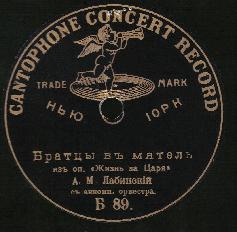 CANTOPHONE CONCERT RECORD
TRADE MARK
НЬЮ ІОРК
Братцы въ мятель
изъ оп. «Жизнь за Царя»
А. М. Лабинскій
съ аккомп. оркестра.
Б 89.